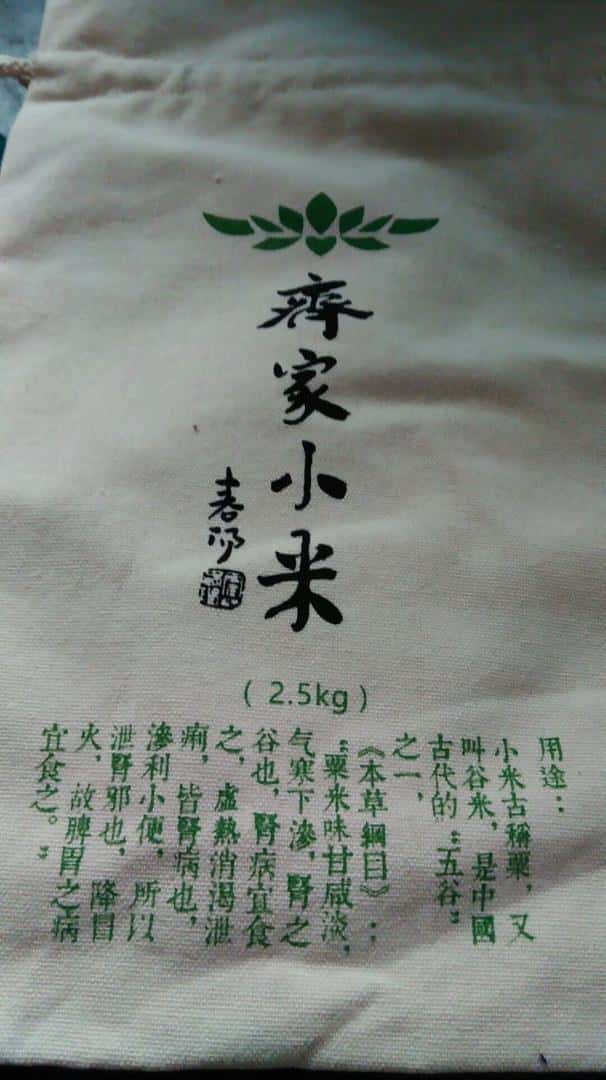 齊家小米
（2.5kg）
用途：
小米古稱粟，又
叫谷米，是中國
古代的“五谷”
之一，
《本草綱目》：
“粟米味甘咸淡，
气寒下滲，腎之
谷也，腎病宜食
之，虛熱消渴泄
痢，皆腎病也，
滲利小便，所以
泄腎邪也，降胃
火，故脾胃之病
宜食之。”